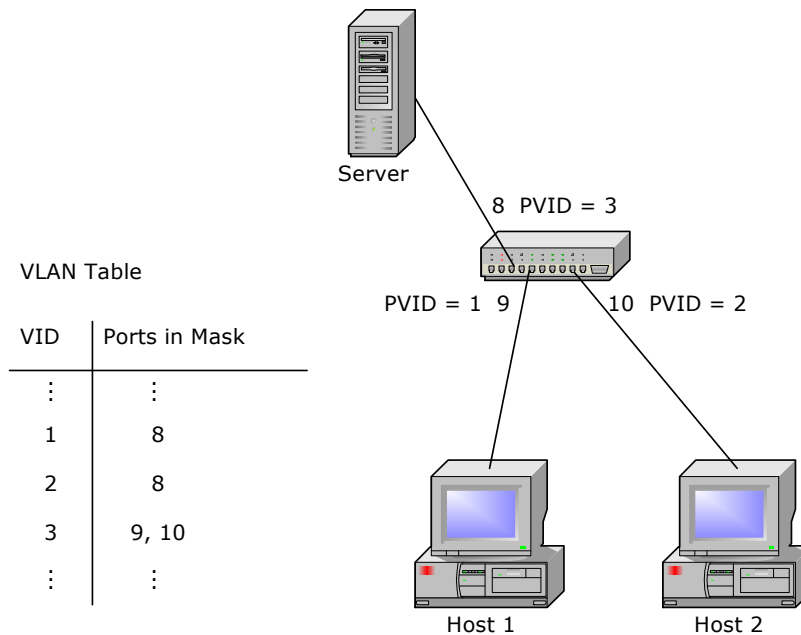 Server
8 PVID = 3
VLAN Table
PVID = 1 9
10 PVID = 2
VID Ports in Mask
⋮ ⋮
1 8
2 8
3 9, 10
⋮ ⋮
Host 1
Host 2